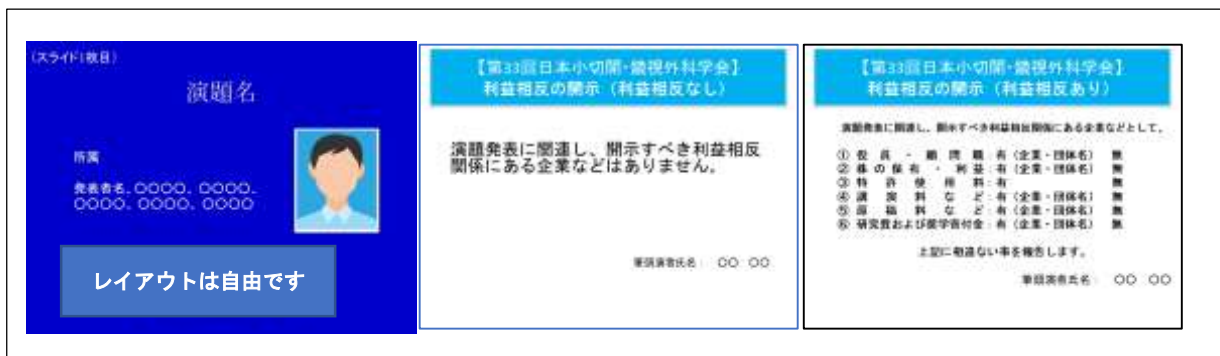 (スライド1枚目)
演題名
所属
発表者名、〇〇〇〇、〇〇〇〇、
〇〇〇〇、〇〇〇〇、〇〇〇〇
レイアウトは自由です
【第33回日本小切開・鏡視外科学会】
利益相反の開示(利益相反なし)
演題発表に関連し、開示すべき利益相反
関係にある企業などはありません。
筆頭演者氏名: 〇〇 〇〇
【第33回日本小切開・鏡視外科学会】
利益相反の開示(利益相反あり)
演題発表に関連し、開示すべき利益相反関係にある企業などとして、
① 役員・顧問職:有(企業・団体名) 無
② 株の保有・利益:有(企業・団体名) 無
③ 特許使用料:有 無
④ 講演料など:有(企業・団体名) 無
⑤ 原稿料など:有(企業・団体名) 無
⑥ 研究費および奨学寄付金:有(企業・団体名) 無
上記に相違ない事を報告します。
筆頭演者氏名: 〇〇 〇〇